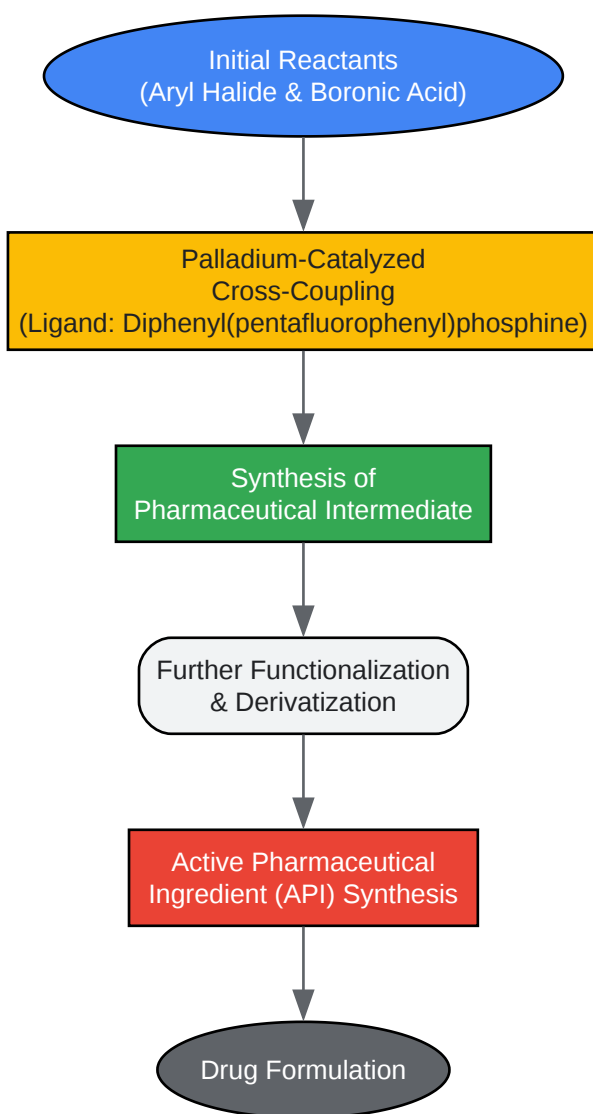 Initial Reactants
(Aryl Halide & Boronic Acid)
Palladium-Catalyzed
Cross-Coupling
(Ligand: Diphenyl(pentafluorophenyl)phosphine)
Synthesis of
Pharmaceutical Intermediate
Further Functionalization
& Derivatization
Active Pharmaceutical
Ingredient (API) Synthesis
Drug Formulation